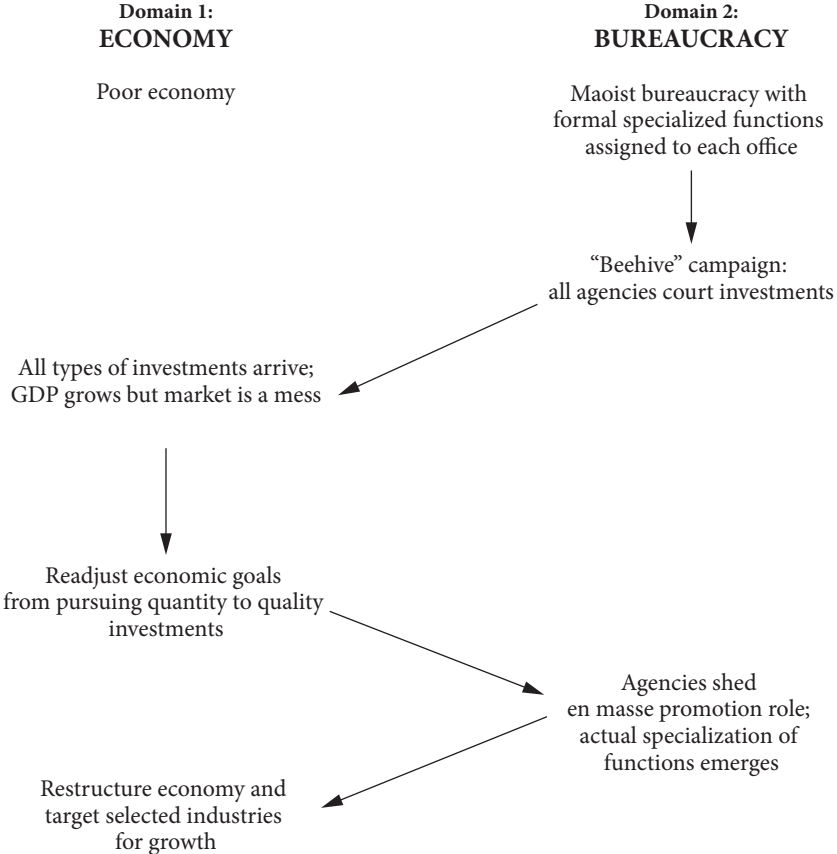 Domain 1:
ECONOMY
Domain 2:
BUREAUCRACY
Poor economy
Maoist bureaucracy with
formal specialized functions
assigned to each office
“Beehive” campaign:
all agencies court investments
All types of investments arrive;
GDP grows but market is a mess
Readjust economic goals
from pursuing quantity to quality
investments
Agencies shed
en masse promotion role;
actual specialization of
functions emerges
Restructure economy and
target selected industries
for growth